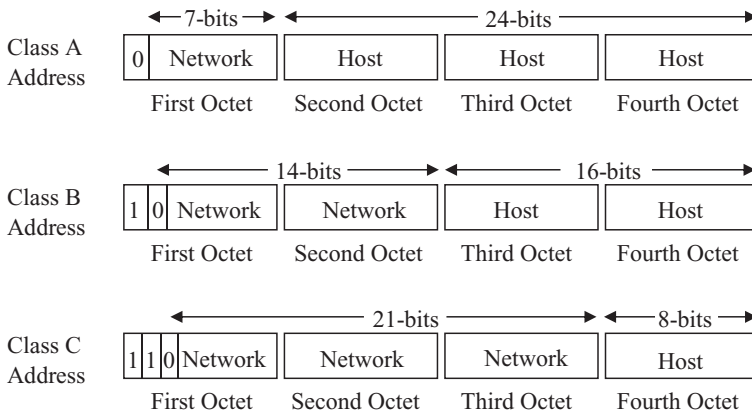 7-bits 24-bits
Class A
Address
0 Network Host Host Host
First Octet Second Octet Third Octet Fourth Octet
14-bits 16-bits
Class B
Address
1 0 Network Network Host Host
First Octet Second Octet Third Octet Fourth Octet
21-bits 8-bits
Class C
Address
1 1 0 Network Network Network Host
First Octet Second Octet Third Octet Fourth Octet